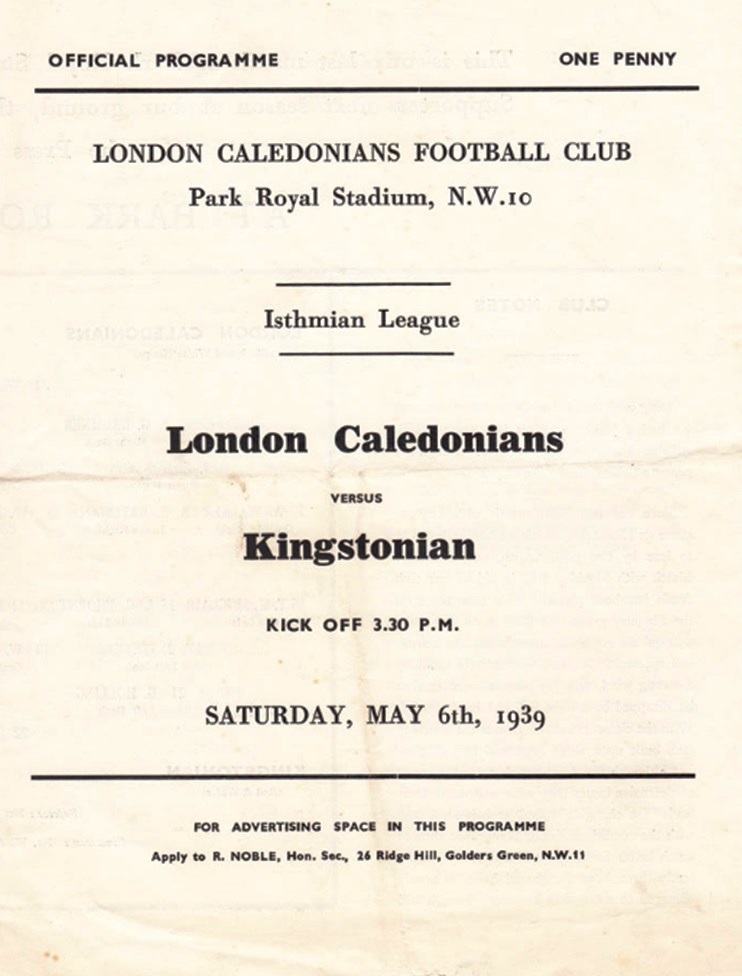 OFFICIAL PROGRAMME ONE PENNY
LONDON CALEDONIANS FOOTBALL CLUB
Park Royal Stadium, N.W.10
Isthmian League
London Caledonians
VERSUS
Kingstonian
KICK OFF 3.30 P.M.
SATURDAY, MAY 6th, 1939
FOR ADVERTISING SPACE IN THIS PROGRAMME
Apply to R. NOBLE, Hon. Sec., 26 Ridge Hill, Golders Green, N.W.11